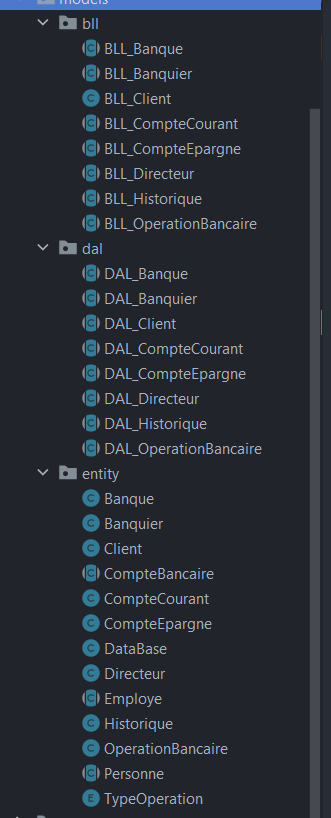 models
bll
BLL_Banque
BLL_Banquier
BLL_Client
BLL_CompteCourant
BLL_CompteEpargne
BLL_Directeur
BLL_Historique
BLL_OperationBancaire
dal
DAL_Banque
DAL_Banquier
DAL_Client
DAL_CompteCourant
DAL_CompteEpargne
DAL_Directeur
DAL_Historique
DAL_OperationBancaire
entity
Banque
Banquier
Client
CompteBancaire
CompteCourant
CompteEpargne
DataBase
Directeur
Employe
Historique
OperationBancaire
Personne
TypeOperation